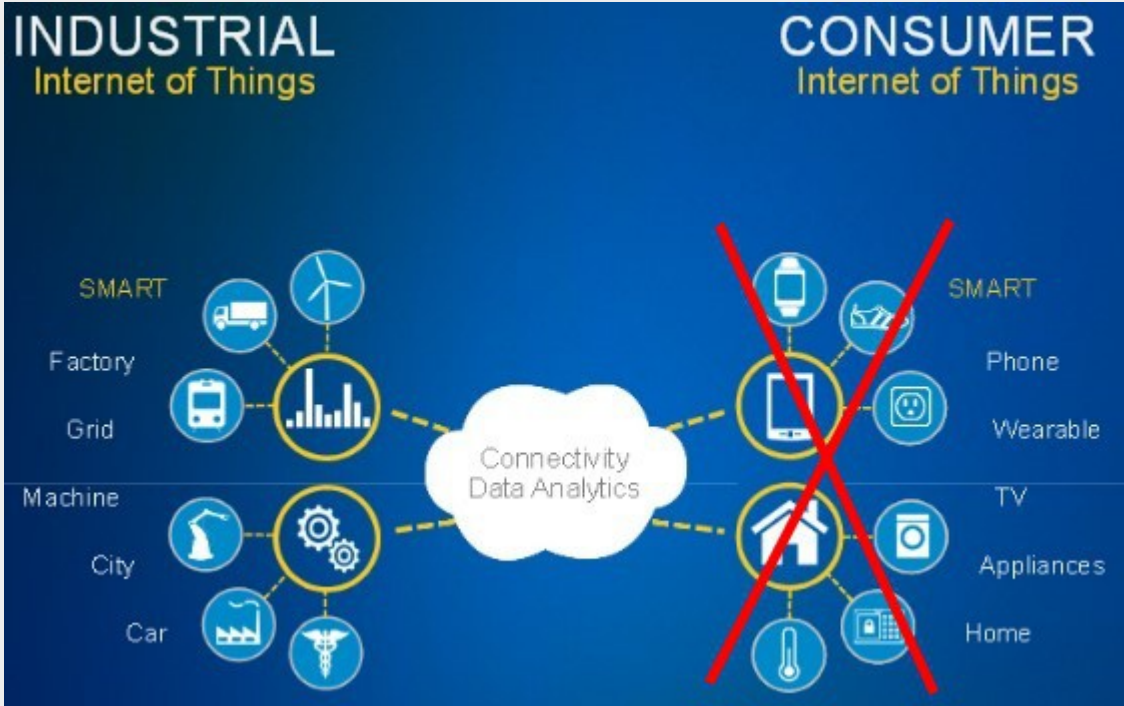 INDUSTRIAL
Internet of Things
SMART
Factory
Grid
Machine
City
Car
Connectivity
Data Analytics
CONSUMER
Internet of Things
SMART
Phone
Wearable
TV
Appliances
Home